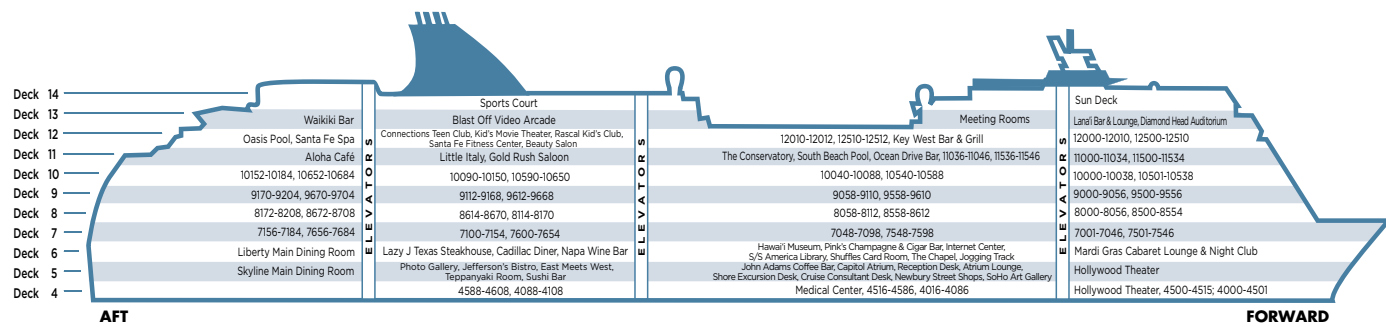 Deck 14
Sports Court
Sun Deck
Deck 13
Waikiki Bar
Blast Off Video Arcade
Meeting Rooms
Lana'i Bar & Lounge, Diamond Head Auditorium
Deck 12
Oasis Pool, Santa Fe Spa
Connections Teen Club, Kid's Movie Theater, Rascal Kid's Club,
Santa Fe Fitness Center, Beauty Salon
12010-12012, 12510-12512, Key West Bar & Grill
12000-12010, 12500-12510
Deck 11
Aloha Café
Little Italy, Gold Rush Saloon
The Conservatory, South Beach Pool, Ocean Drive Bar, 11036-11046, 11536-11546
11000-11034, 11500-11534
Deck 10
10152-10184, 10652-10684
10090-10150, 10590-10650
10040-10088, 10540-10588
10000-10038, 10501-10538
Deck 9
9170-9204, 9670-9704
9112-9168, 9612-9668
9058-9110, 9558-9610
9000-9056, 9500-9556
Deck 8
8172-8208, 8672-8708
8614-8670, 8114-8170
8058-8112, 8558-8612
8000-8056, 8500-8554
Deck 7
7156-7184, 7656-7684
7100-7154, 7600-7654
7048-7098, 7548-7598
7001-7046, 7501-7546
Deck 6
Liberty Main Dining Room
Lazy J Texas Steakhouse, Cadillac Diner, Napa Wine Bar
Hawai'i Museum, Pink's Champagne & Cigar Bar, Internet Center,
S/S America Library, Shuffles Card Room, The Chapel, Jogging Track
Mardi Gras Cabaret Lounge & Night Club
Deck 5
Skyline Main Dining Room
Photo Gallery, Jefferson's Bistro, East Meets West,
Teppanyaki Room, Sushi Bar
John Adams Coffee Bar, Capitol Atrium, Reception Desk, Atrium Lounge,
Shore Excursion Desk, Cruise Consultant Desk, Newbury Street Shops, SoHo Art Gallery
Hollywood Theater
Deck 4
4588-4608, 4088-4108
Medical Center, 4516-4586, 4016-4086
Hollywood Theater, 4500-4515; 4000-4501
ELEVATORS
ELEVATORS
ELEVATORS
AFT
FORWARD